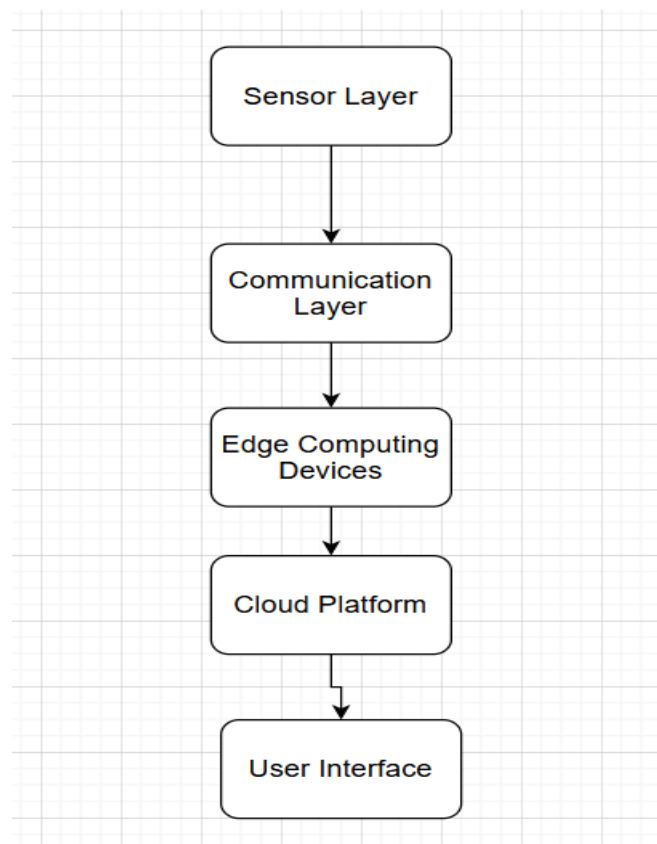 Sensor Layer
Communication
Layer
Edge Computing
Devices
Cloud Platform
User Interface